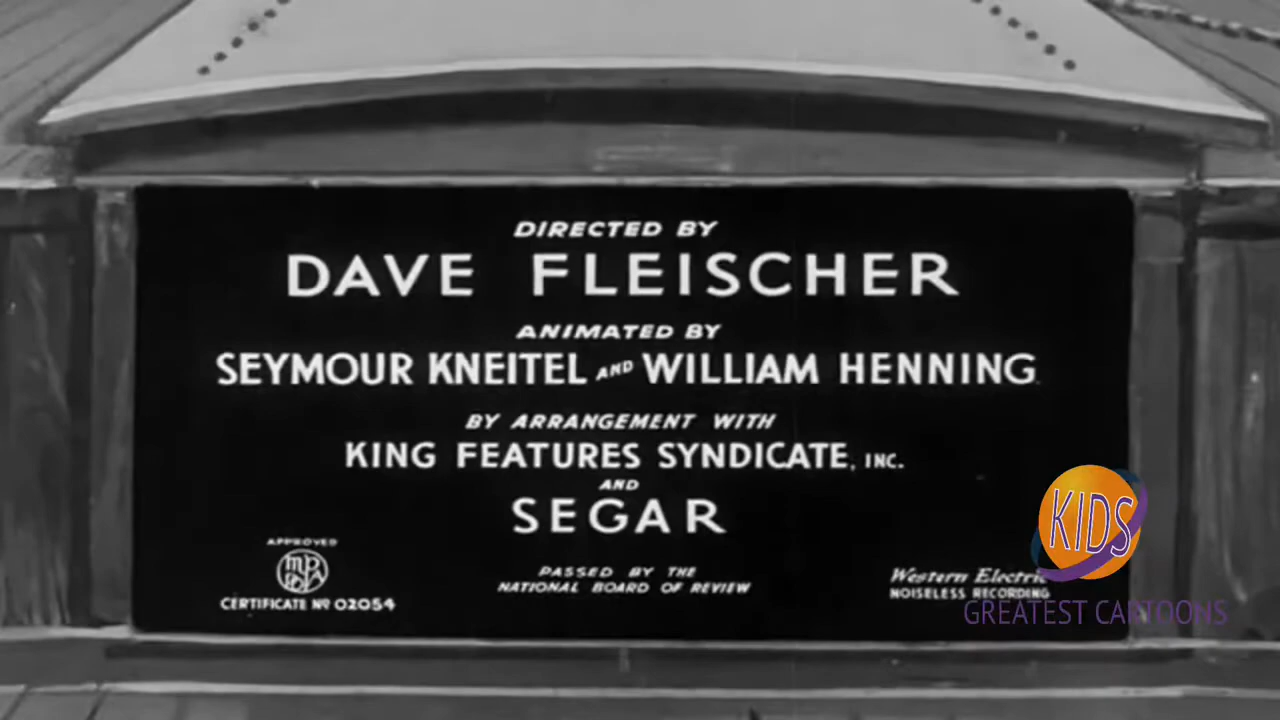 DIRECTED BY
DAVE FLEISCHER
ANIMATED BY
SEYMOUR KNEITEL AND WILLIAM HENNING
BY ARRANGEMENT WITH
KING FEATURES SYNDICATE, INC.
AND
SEGAR
APPROVED
MPPDA
CERTIFICATE Nº 02054
PASSED BY THE
NATIONAL BOARD OF REVIEW
Western Electric
NOISELESS RECORDING
KIDS
GREATEST CARTOONS